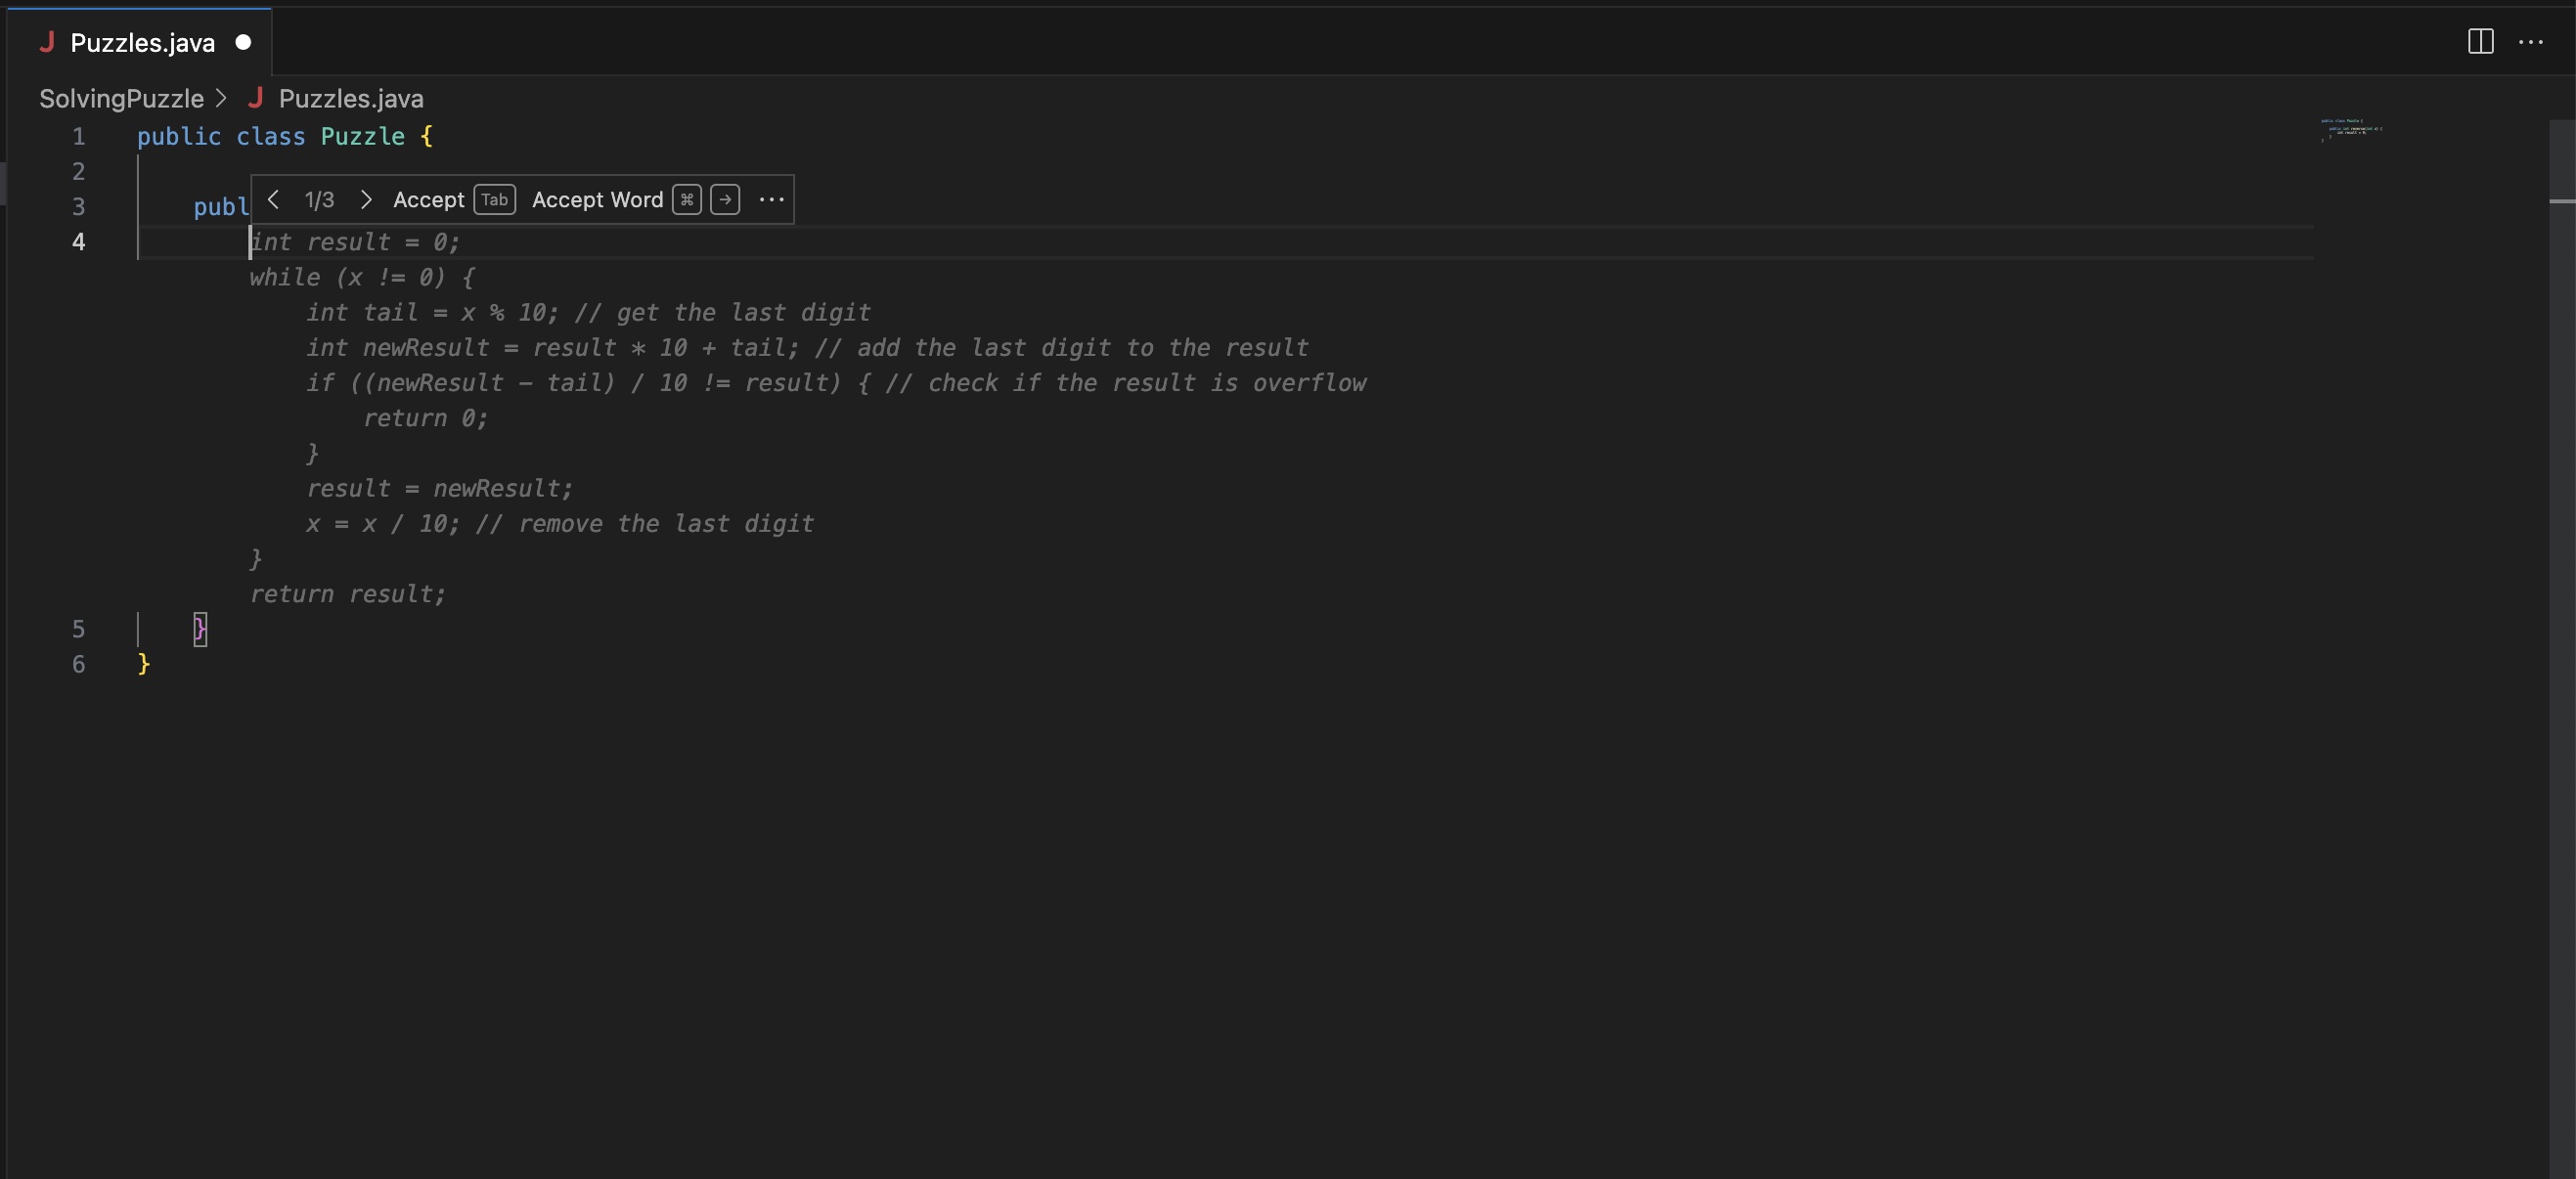 Puzzles.java
SolvingPuzzle > Puzzles.java
1 public class Puzzle {
2
< 1/3 > Accept Tab Accept Word ⌘ → ···
3 publ
4 int result = 0;
while (x != 0) {
int tail = x % 10; // get the last digit
int newResult = result * 10 + tail; // add the last digit to the result
if ((newResult - tail) / 10 != result) { // check if the result is overflow
return 0;
}
result = newResult;
x = x / 10; // remove the last digit
}
return result;
5 }
6 }